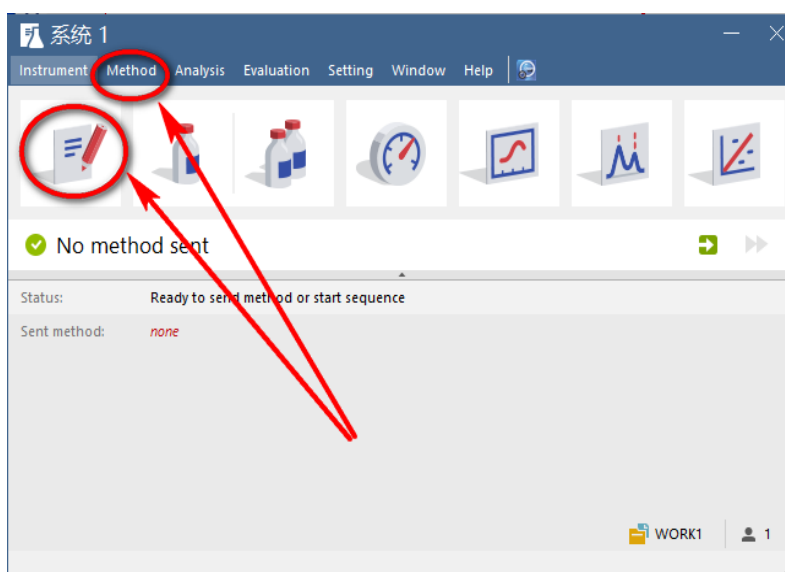 系统 1
Instrument Method Analysis Evaluation Setting Window Help
No method sent
Status: Ready to send method or start sequence
Sent method: none
WORK1 1